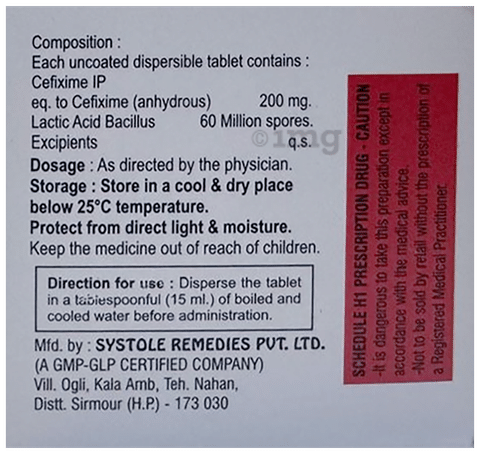 Composition :
Each uncoated dispersible tablet contains :
Cefixime IP
eq. to Cefixime (anhydrous) 200 mg.
Lactic Acid Bacillus 60 Million spores.
Excipients q.s.
Dosage : As directed by the physician.
Storage : Store in a cool & dry place
below 25°C temperature.
Protect from direct light & moisture.
Keep the medicine out of reach of children.
Direction for use : Disperse the tablet
in a tablespoonful (15 ml.) of boiled and
cooled water before administration.
Mfd. by : SYSTOLE REMEDIES PVT. LTD.
(A GMP-GLP CERTIFIED COMPANY)
Vill. Ogli, Kala Amb, Teh. Nahan,
Distt. Sirmour (H.P.) - 173 030
SCHEDULE H1 PRESCRIPTION DRUG - CAUTION
-It is dangerous to take this preparation except in
accordance with the medical advice.
-Not to be sold by retail without the prescription of
a Registered Medical Practitioner.
©1mg